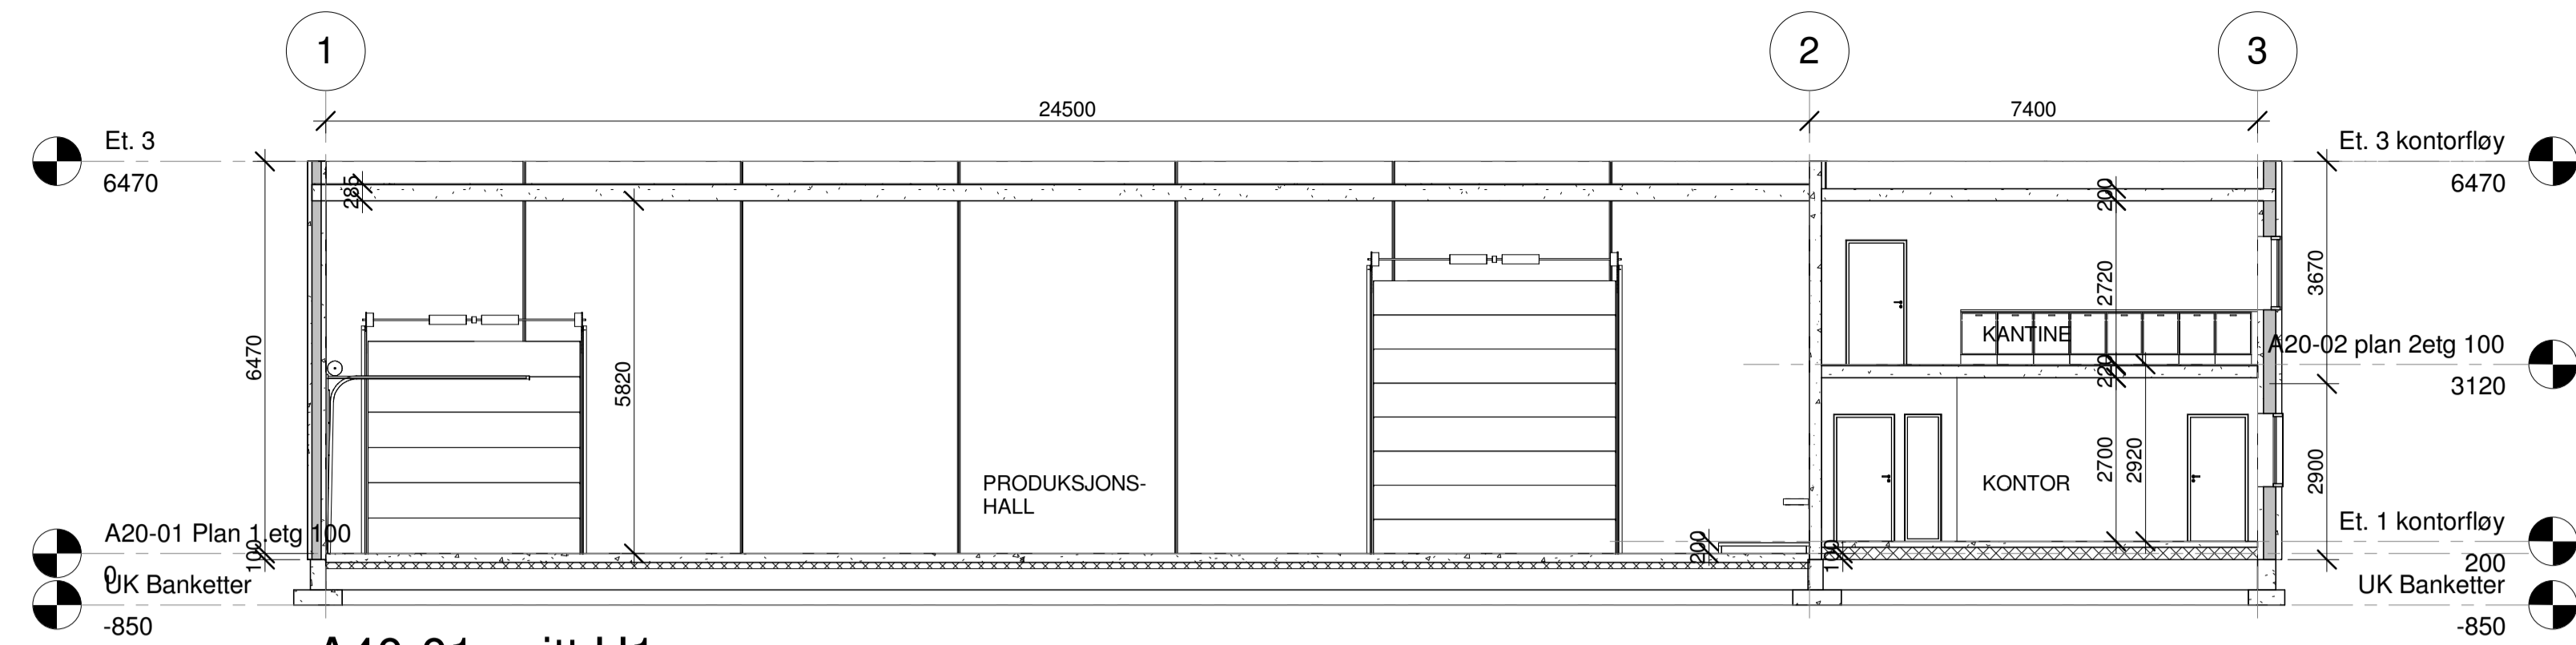 1
2
3
24500
7400
Et. 3
6470
Et. 3 kontorfløy
6470
285
200
6470
5820
2720
3670
KANTINE
A20-02 plan 2etg 100
3120
220
PRODUKSJONS-
HALL
KONTOR
2700
2920
2900
A20-01 Plan 1.etg 100
0
100
200
100
Et. 1 kontorfløy
200
UK Banketter
-850
UK Banketter
-850